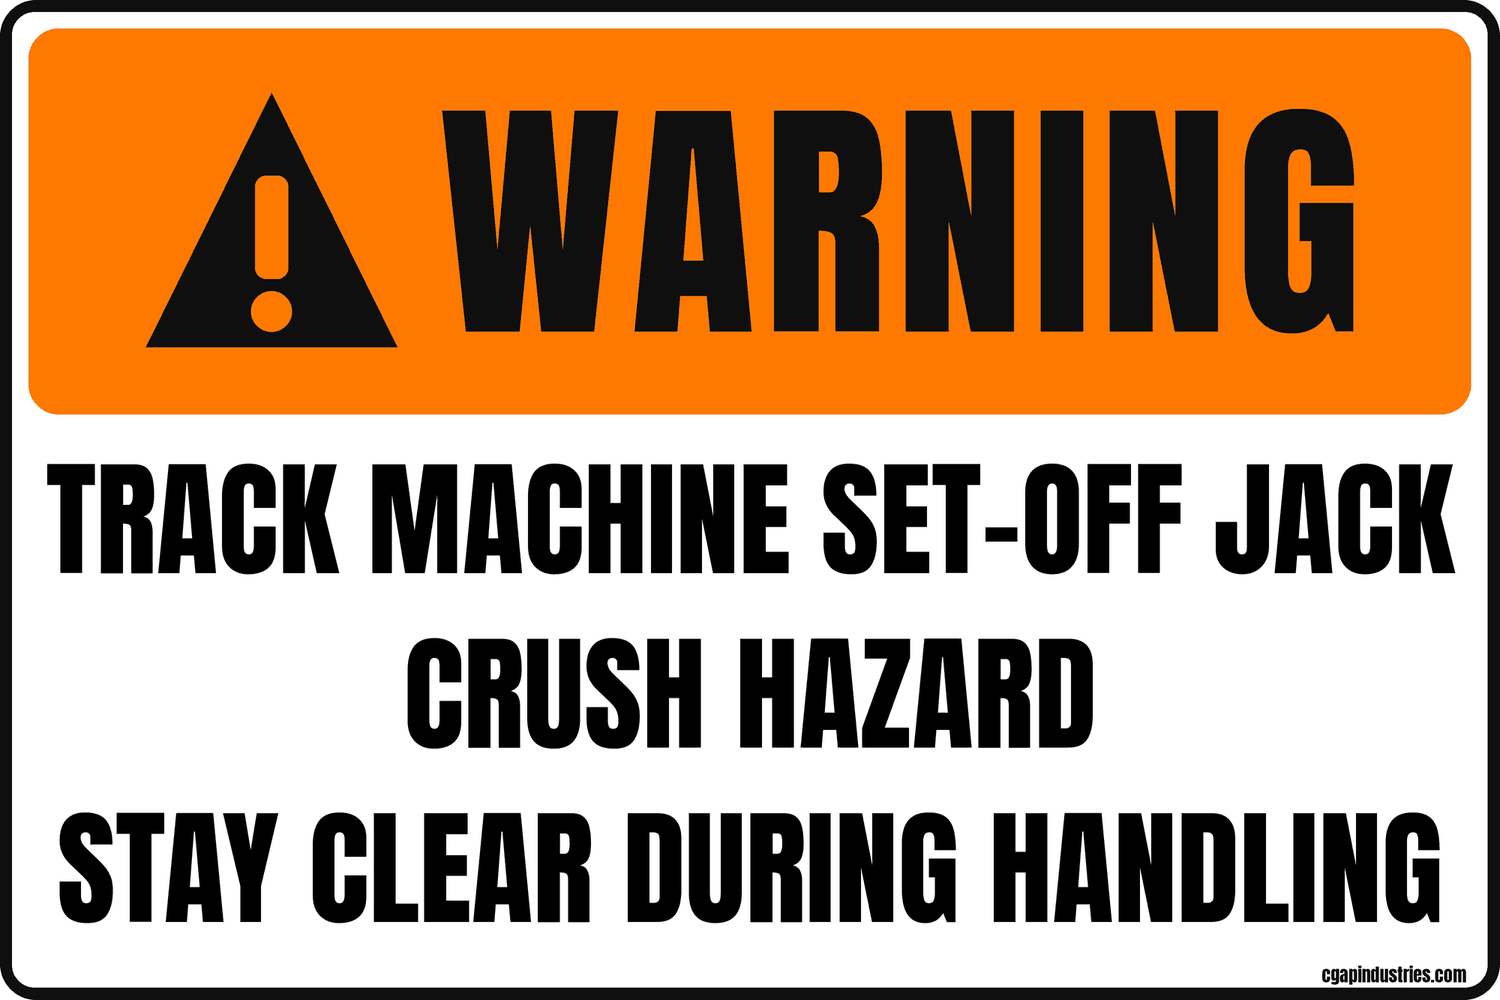 WARNING
TRACK MACHINE SET-OFF JACK
CRUSH HAZARD
STAY CLEAR DURING HANDLING
cgapindustries.com